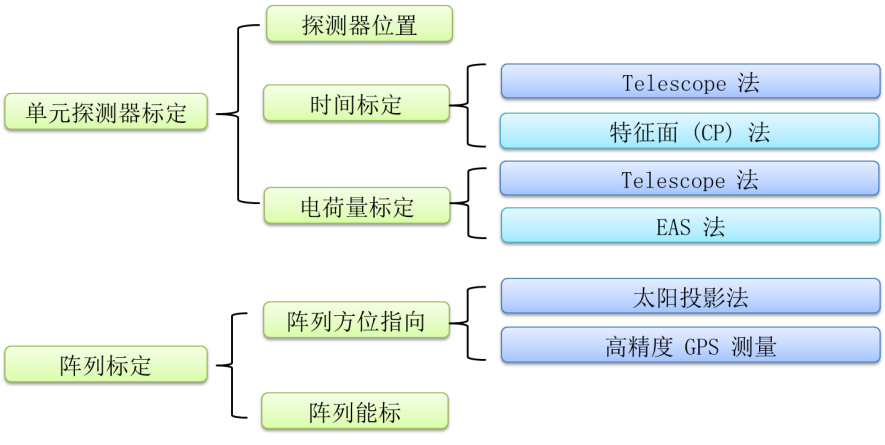 探测器位置
单元探测器标定
时间标定
Telescope 法
特征面 (CP) 法
电荷量标定
Telescope 法
EAS 法
阵列标定
阵列方位指向
太阳投影法
高精度 GPS 测量
阵列能标